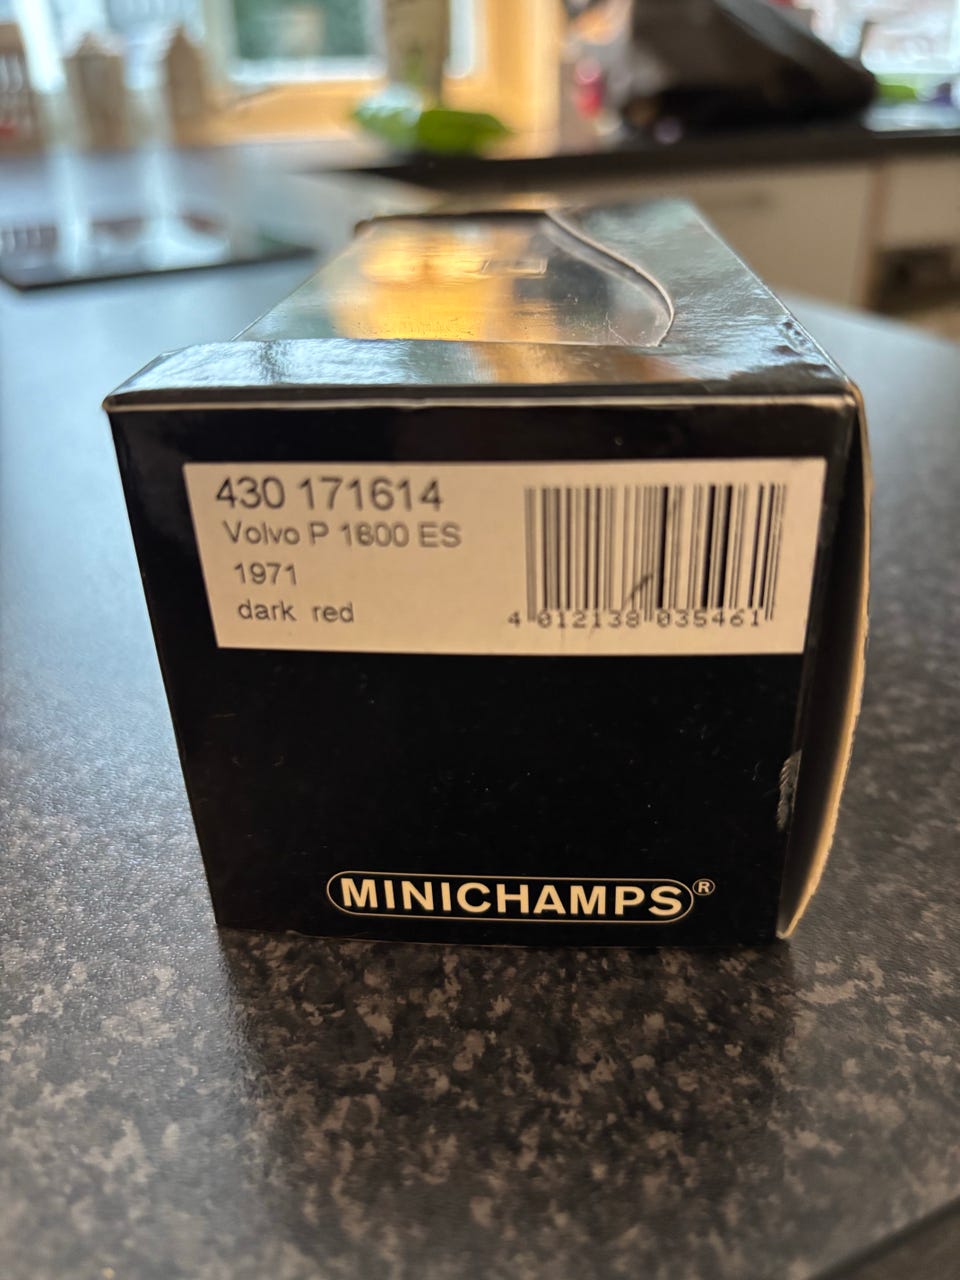 430 171614
Volvo P 1800 ES
1971
dark red
4 012138 035461
MINICHAMPS®